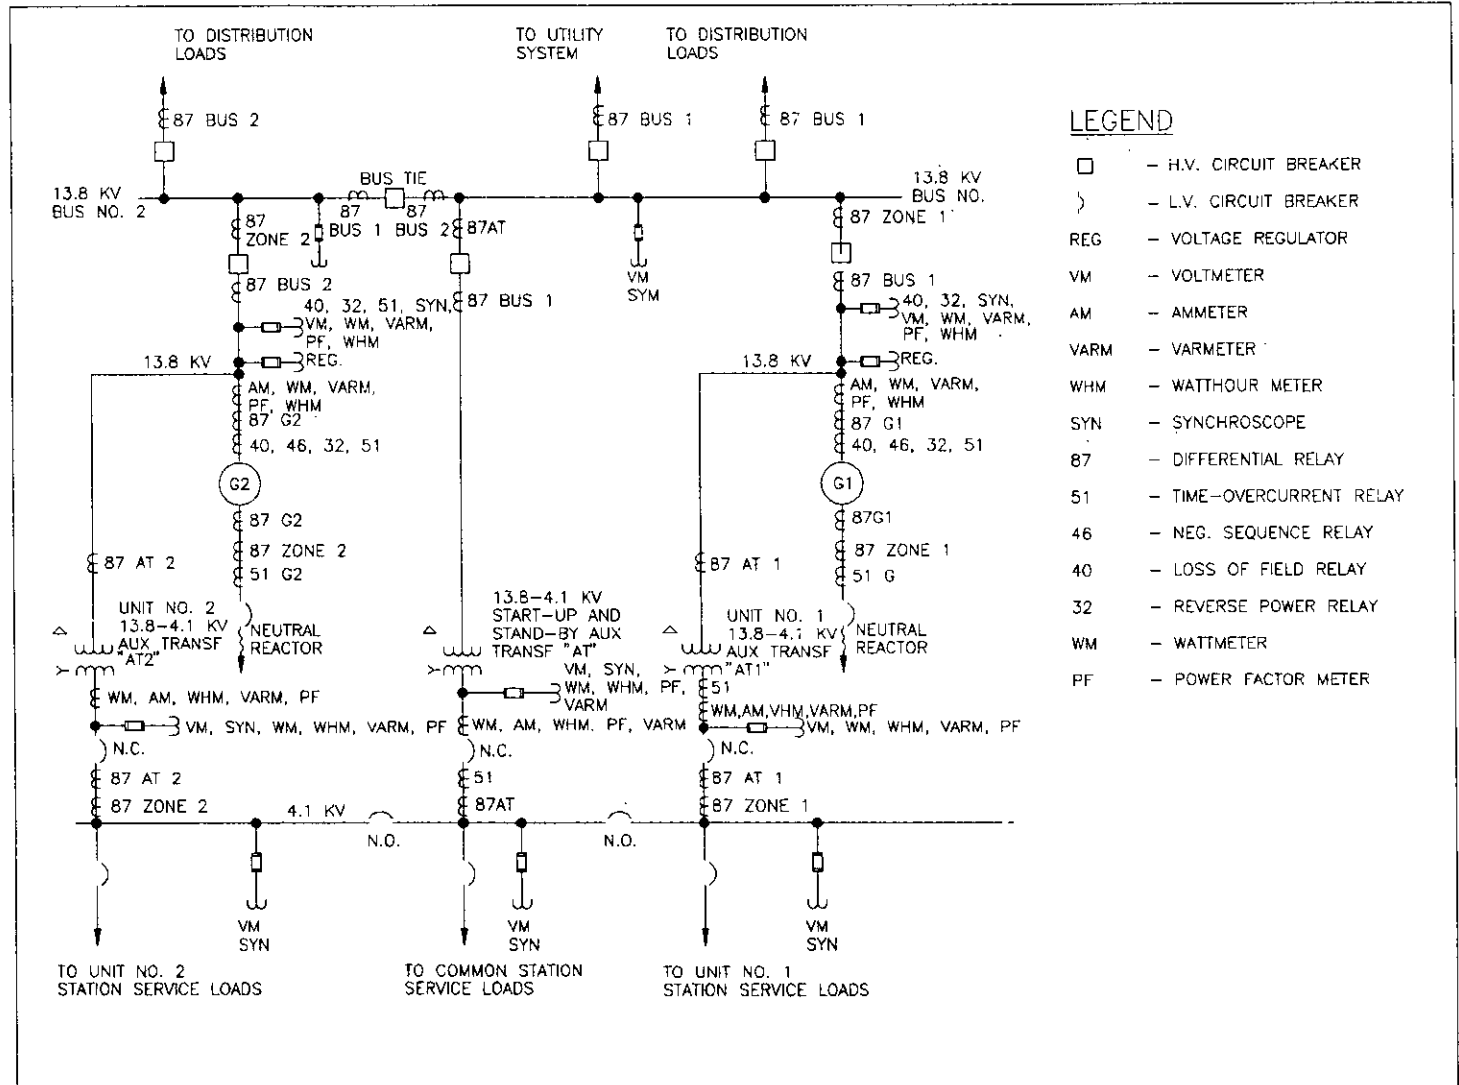 TO DISTRIBUTION
LOADS
TO UTILITY
SYSTEM
TO DISTRIBUTION
LOADS
87 BUS 2
87 BUS 1
87 BUS 1
13.8 KV
BUS NO. 2
BUS TIE
13.8 KV
BUS NO.
87
ZONE 2
87
BUS 1
87
BUS 2
87AT
87 ZONE 1
VM
SYM
87 BUS 2
87 BUS 1
87 BUS 1
40, 32, 51, SYN,
VM, WM, VARM,
PF, WHM
REG.
40, 32, SYN,
VM, WM, VARM,
PF, WHM
REG.
13.8 KV
13.8 KV
AM, WM, VARM,
PF, WHM
87 G2
40, 46, 32, 51
AM, WM, VARM,
PF, WHM
87 G1
40, 46, 32, 51
G2
G1
87 G2
87 ZONE 2
51 G2
87G1
87 ZONE 1
51 G
87 AT 2
87 AT 1
UNIT NO. 2
13.8-4.1 KV
AUX TRANSF
"AT2"
NEUTRAL
REACTOR
13.8-4.1 KV
START-UP AND
STAND-BY AUX
TRANSF "AT"
UNIT NO. 1
13.8-4.1 KV
AUX TRANSF
"AT1"
NEUTRAL
REACTOR
Δ
Y
Δ
Y
Δ
Y
VM, SYN,
WM, WHM, PF,
VARM
51
WM, AM, WHM, VARM, PF
VM, SYN, WM, WHM, VARM, PF
WM, AM, WHM. PF, VARM
WM,AM,VHM,VARM,PF
VM, WM, WHM, VARM, PF
N.C.
N.C.
N.C.
87 AT 2
87 ZONE 2
51
87AT
87 AT 1
87 ZONE 1
4.1 KV
N.O.
N.O.
VM
SYN
VM
SYN
VM
SYN
TO UNIT NO. 2
STATION SERVICE LOADS
TO COMMON STATION
SERVICE LOADS
TO UNIT NO. 1
STATION SERVICE LOADS
LEGEND
– H.V. CIRCUIT BREAKER
– L.V. CIRCUIT BREAKER
REG – VOLTAGE REGULATOR
VM – VOLTMETER
AM – AMMETER
VARM – VARMETER
WHM – WATTHOUR METER
SYN – SYNCHROSCOPE
87 – DIFFERENTIAL RELAY
51 – TIME-OVERCURRENT RELAY
46 – NEG. SEQUENCE RELAY
40 – LOSS OF FIELD RELAY
32 – REVERSE POWER RELAY
WM – WATTMETER
PF – POWER FACTOR METER